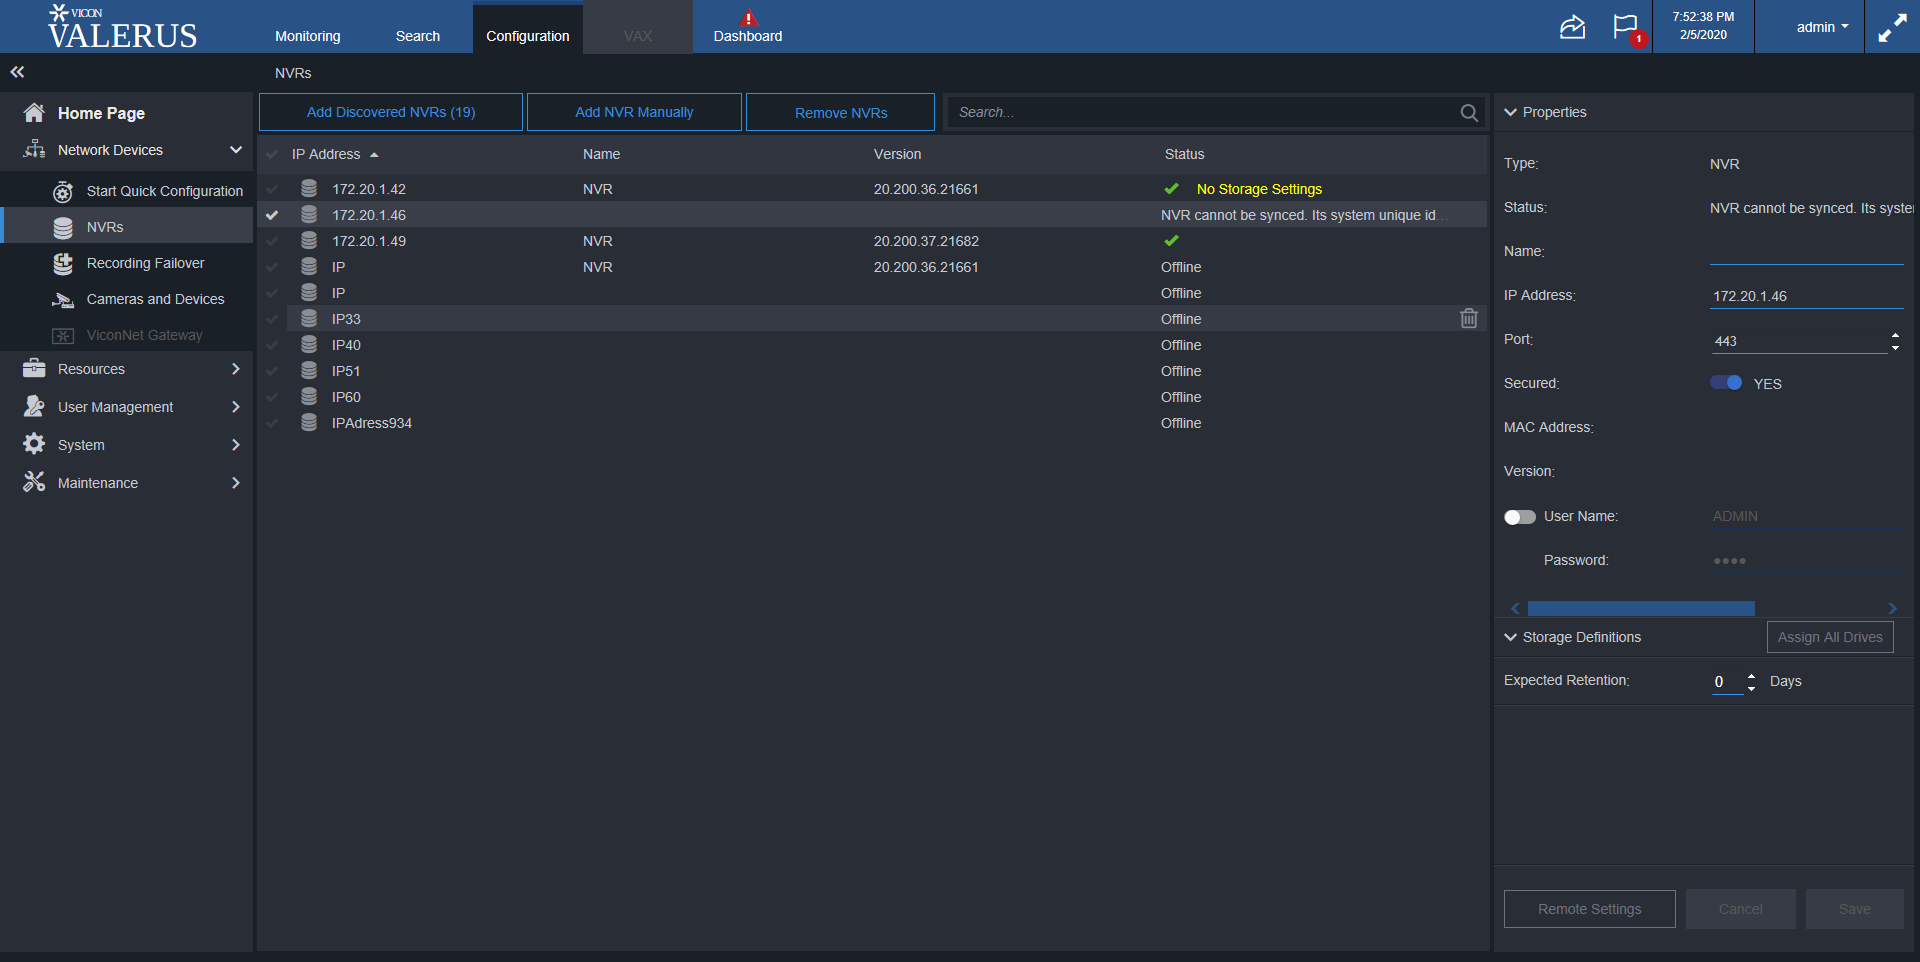 VICON
VALERUS
Monitoring
Search
Configuration
VAX
Dashboard
1
7:52:38 PM
2/5/2020
admin
NVRs
Home Page
Network Devices
Start Quick Configuration
NVRs
Recording Failover
Cameras and Devices
ViconNet Gateway
Resources
User Management
System
Maintenance
Add Discovered NVRs (19)
Add NVR Manually
Remove NVRs
Search...
IP Address Name Version Status
172.20.1.42 NVR 20.200.36.21661 No Storage Settings
172.20.1.46 NVR cannot be synced. Its system unique id...
172.20.1.49 NVR 20.200.37.21682
IP NVR 20.200.36.21661 Offline
IP Offline
IP33 Offline
IP40 Offline
IP51 Offline
IP60 Offline
IPAdress934 Offline
Properties
Type: NVR
Status: NVR cannot be synced. Its syste
Name:
IP Address: 172.20.1.46
Port: 443
Secured: YES
MAC Address:
Version:
User Name: ADMIN
Password: ••••
Storage Definitions
Assign All Drives
Expected Retention: 0 Days
Remote Settings
Cancel
Save